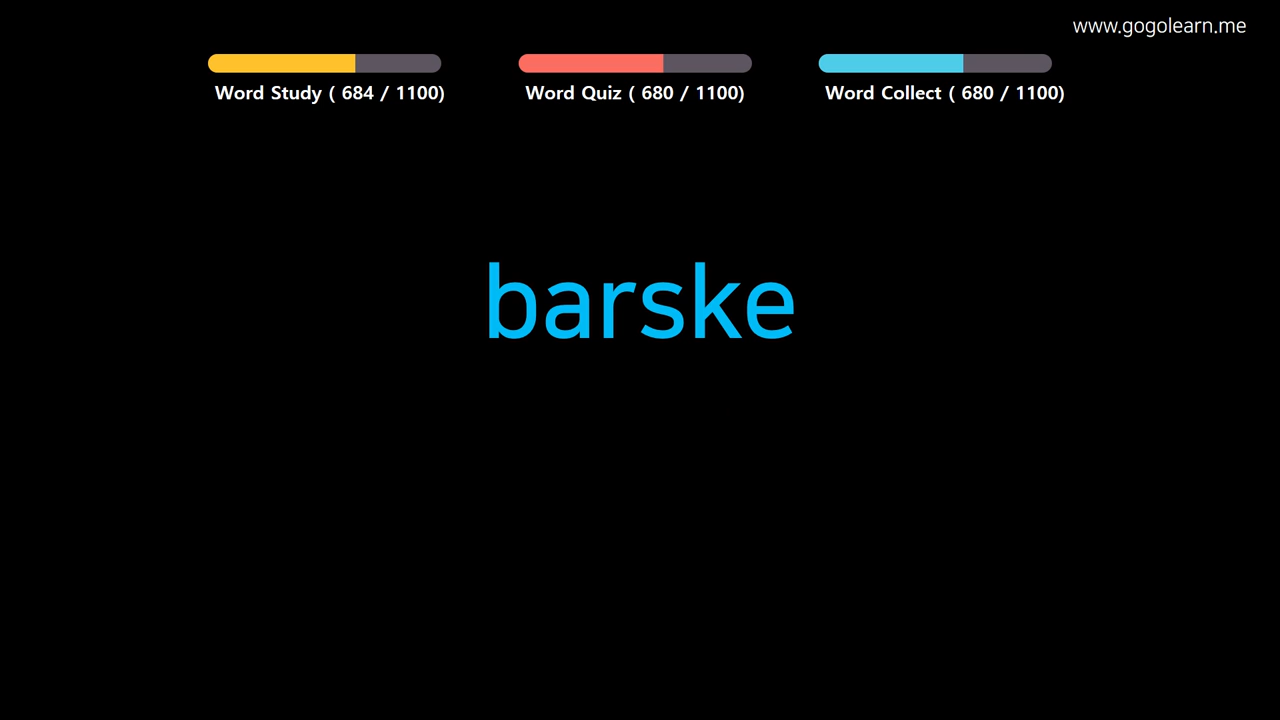 www.gogolearn.me
Word Study ( 684 / 1100)
Word Quiz ( 680 / 1100)
Word Collect ( 680 / 1100)
barske